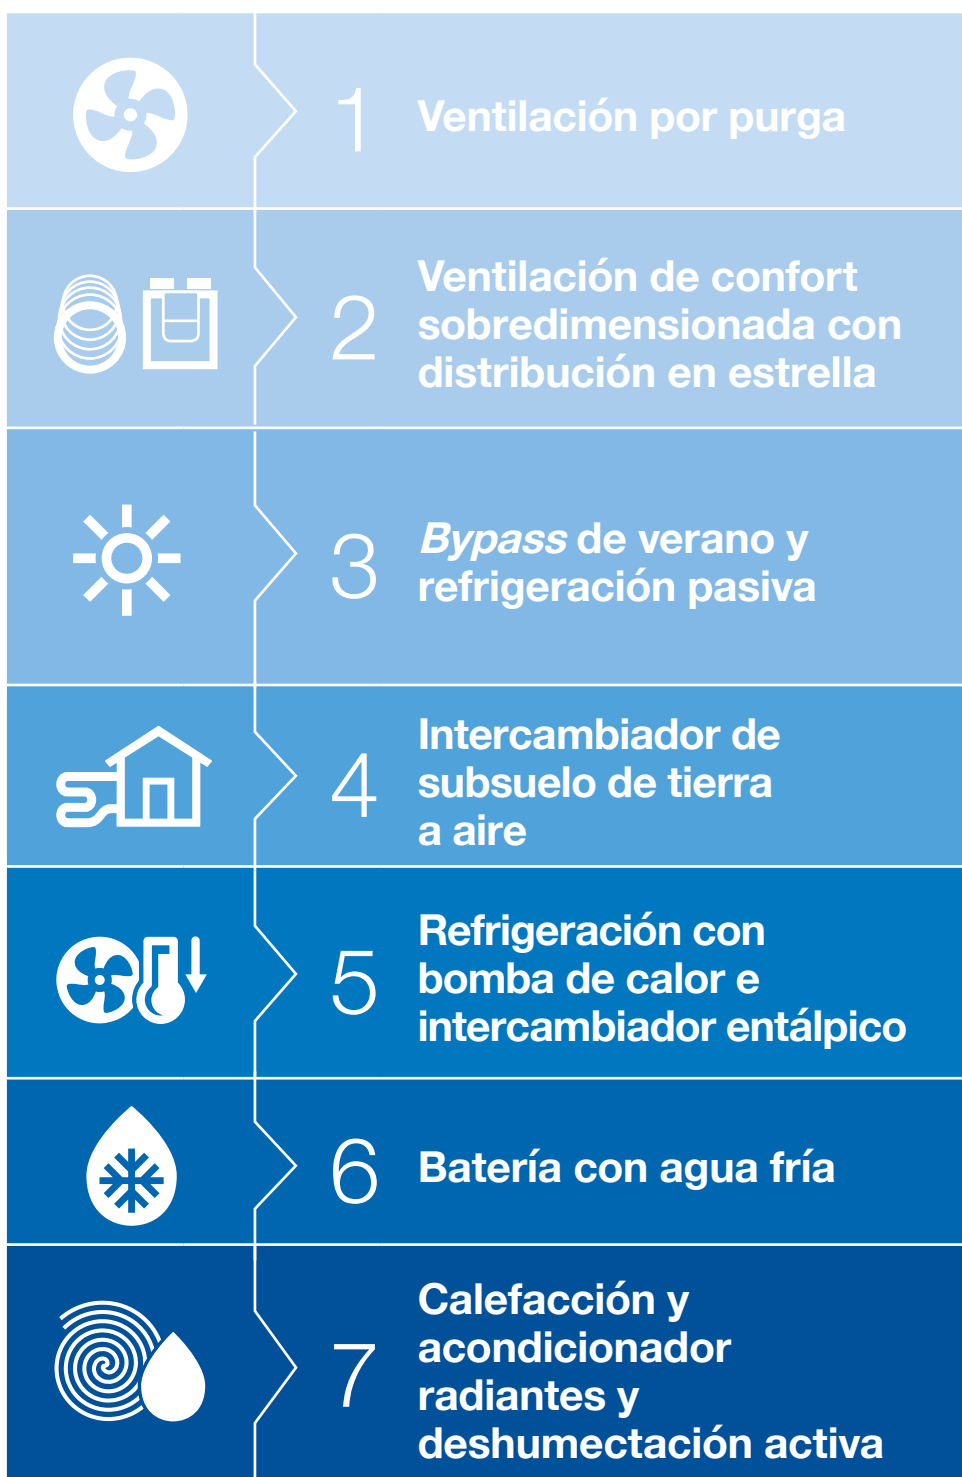 1 Ventilación por purga
Ventilación de confort
2 sobredimensionada con
distribución en estrella
3 Bypass de verano y
refrigeración pasiva
Intercambiador de
4 subsuelo de tierra
a aire
Refrigeración con
5 bomba de calor e
intercambiador entálpico
6 Batería con agua fría
Calefacción y
acondicionador
7 radiantes y
deshumectación activa